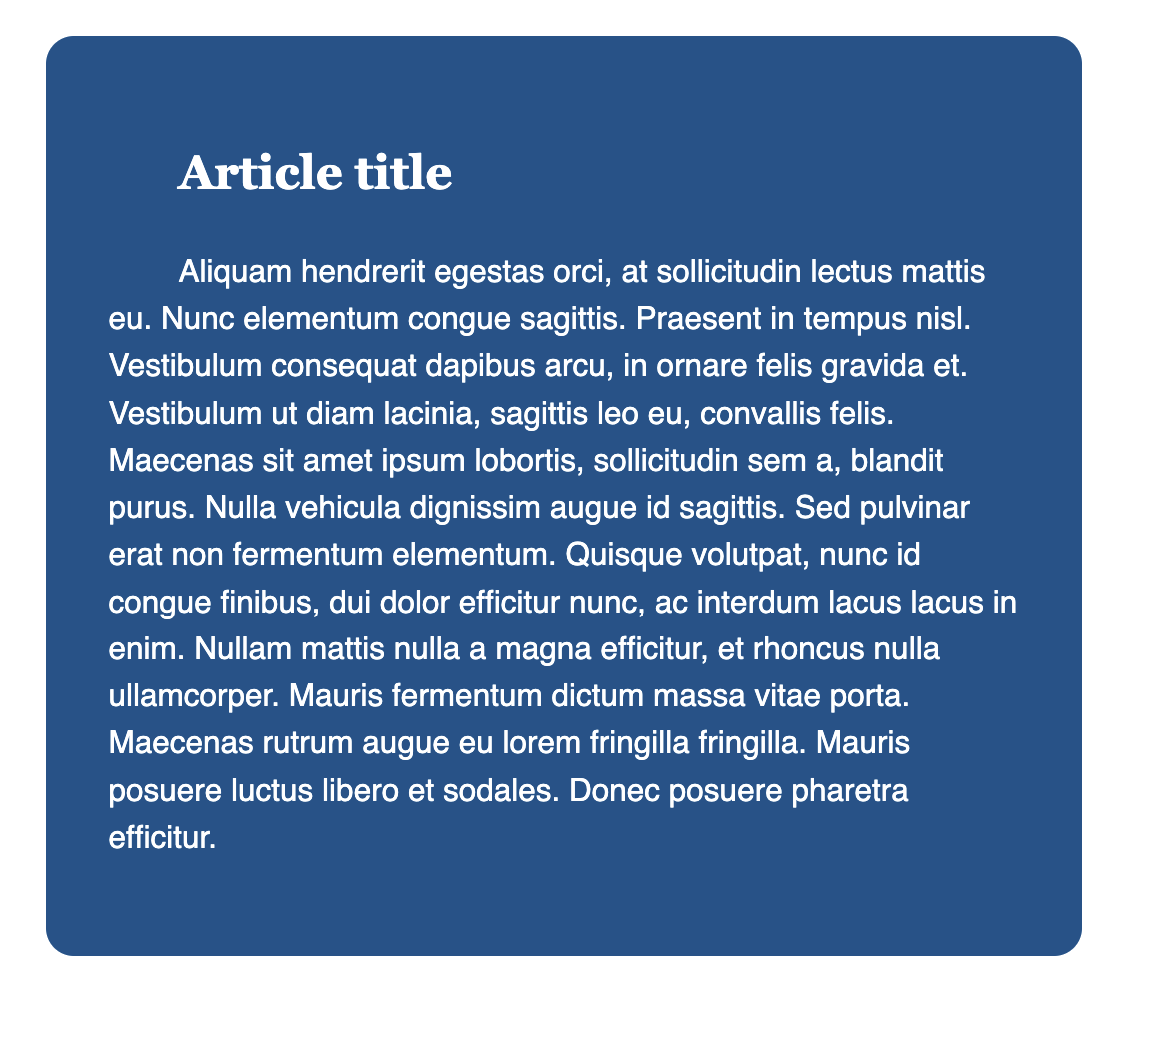 Article title
Aliquam hendrerit egestas orci, at sollicitudin lectus mattis
eu. Nunc elementum congue sagittis. Praesent in tempus nisl.
Vestibulum consequat dapibus arcu, in ornare felis gravida et.
Vestibulum ut diam lacinia, sagittis leo eu, convallis felis.
Maecenas sit amet ipsum lobortis, sollicitudin sem a, blandit
purus. Nulla vehicula dignissim augue id sagittis. Sed pulvinar
erat non fermentum elementum. Quisque volutpat, nunc id
congue finibus, dui dolor efficitur nunc, ac interdum lacus lacus in
enim. Nullam mattis nulla a magna efficitur, et rhoncus nulla
ullamcorper. Mauris fermentum dictum massa vitae porta.
Maecenas rutrum augue eu lorem fringilla fringilla. Mauris
posuere luctus libero et sodales. Donec posuere pharetra
efficitur.